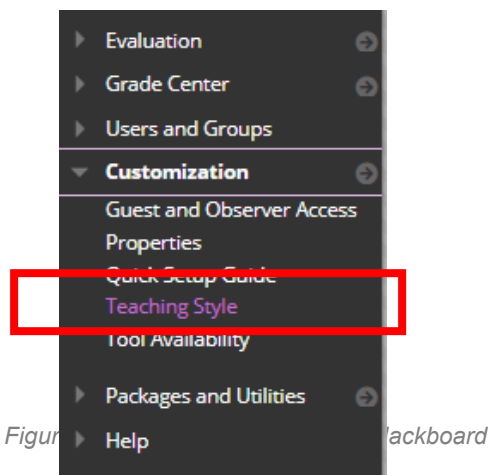 Evaluation
Grade Center
Users and Groups
Customization
Guest and Observer Access
Properties
Quick Setup Guide
Teaching Style
Tool Availability
Packages and Utilities
Help